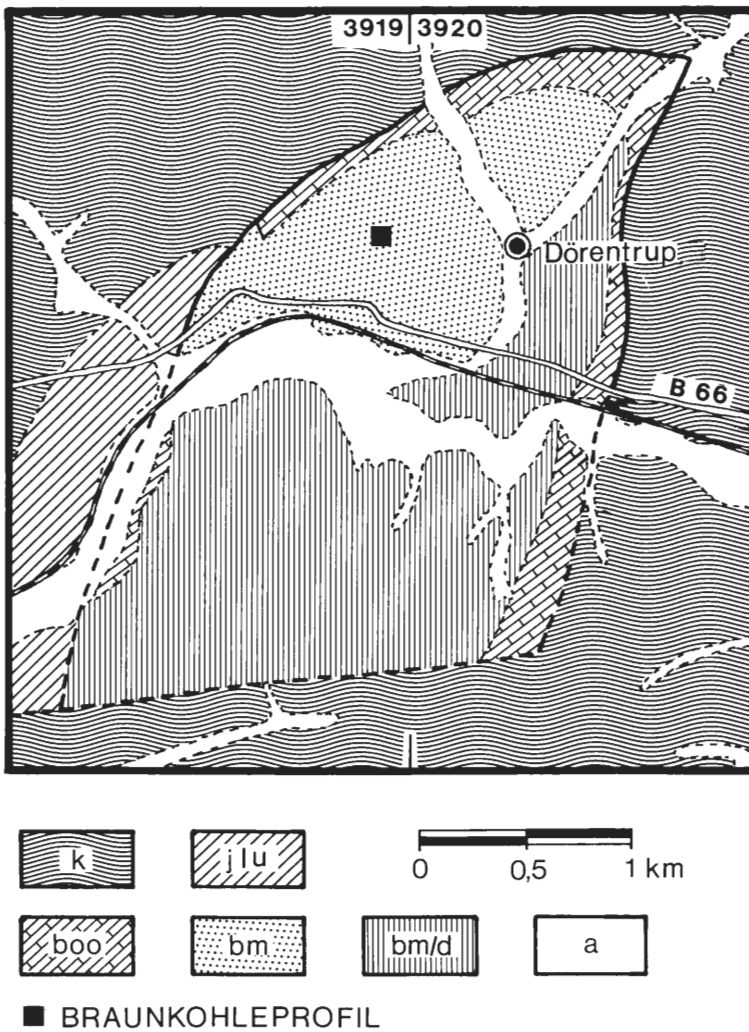 3919 3920
Dörentrup
B 66
k
jlu
0 0,5 1 km
boo
bm
bm/d
a
BRAUNKOHLEPROFIL